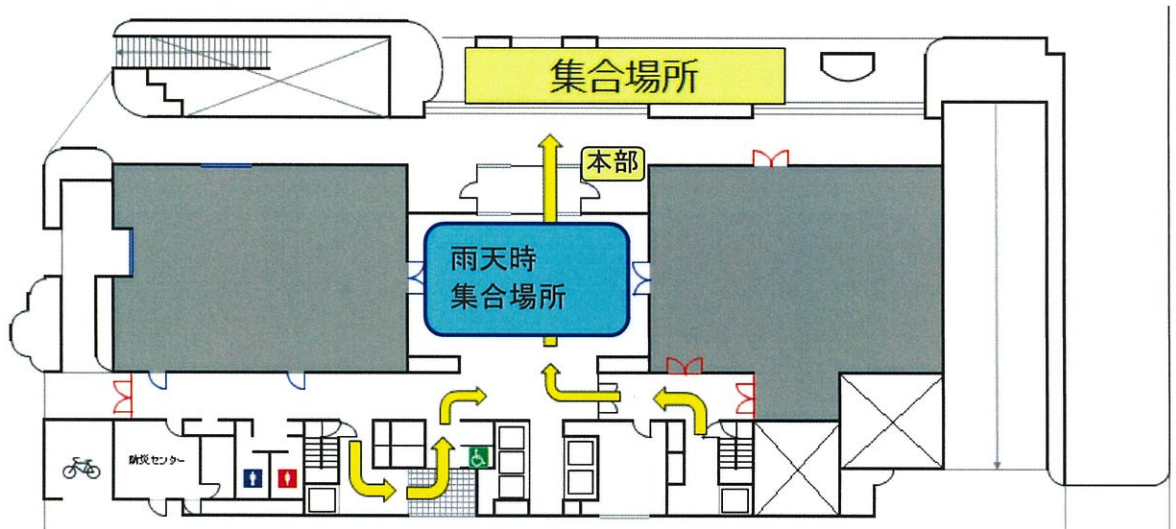 集合場所
本部
雨天時
集合場所
防災センター